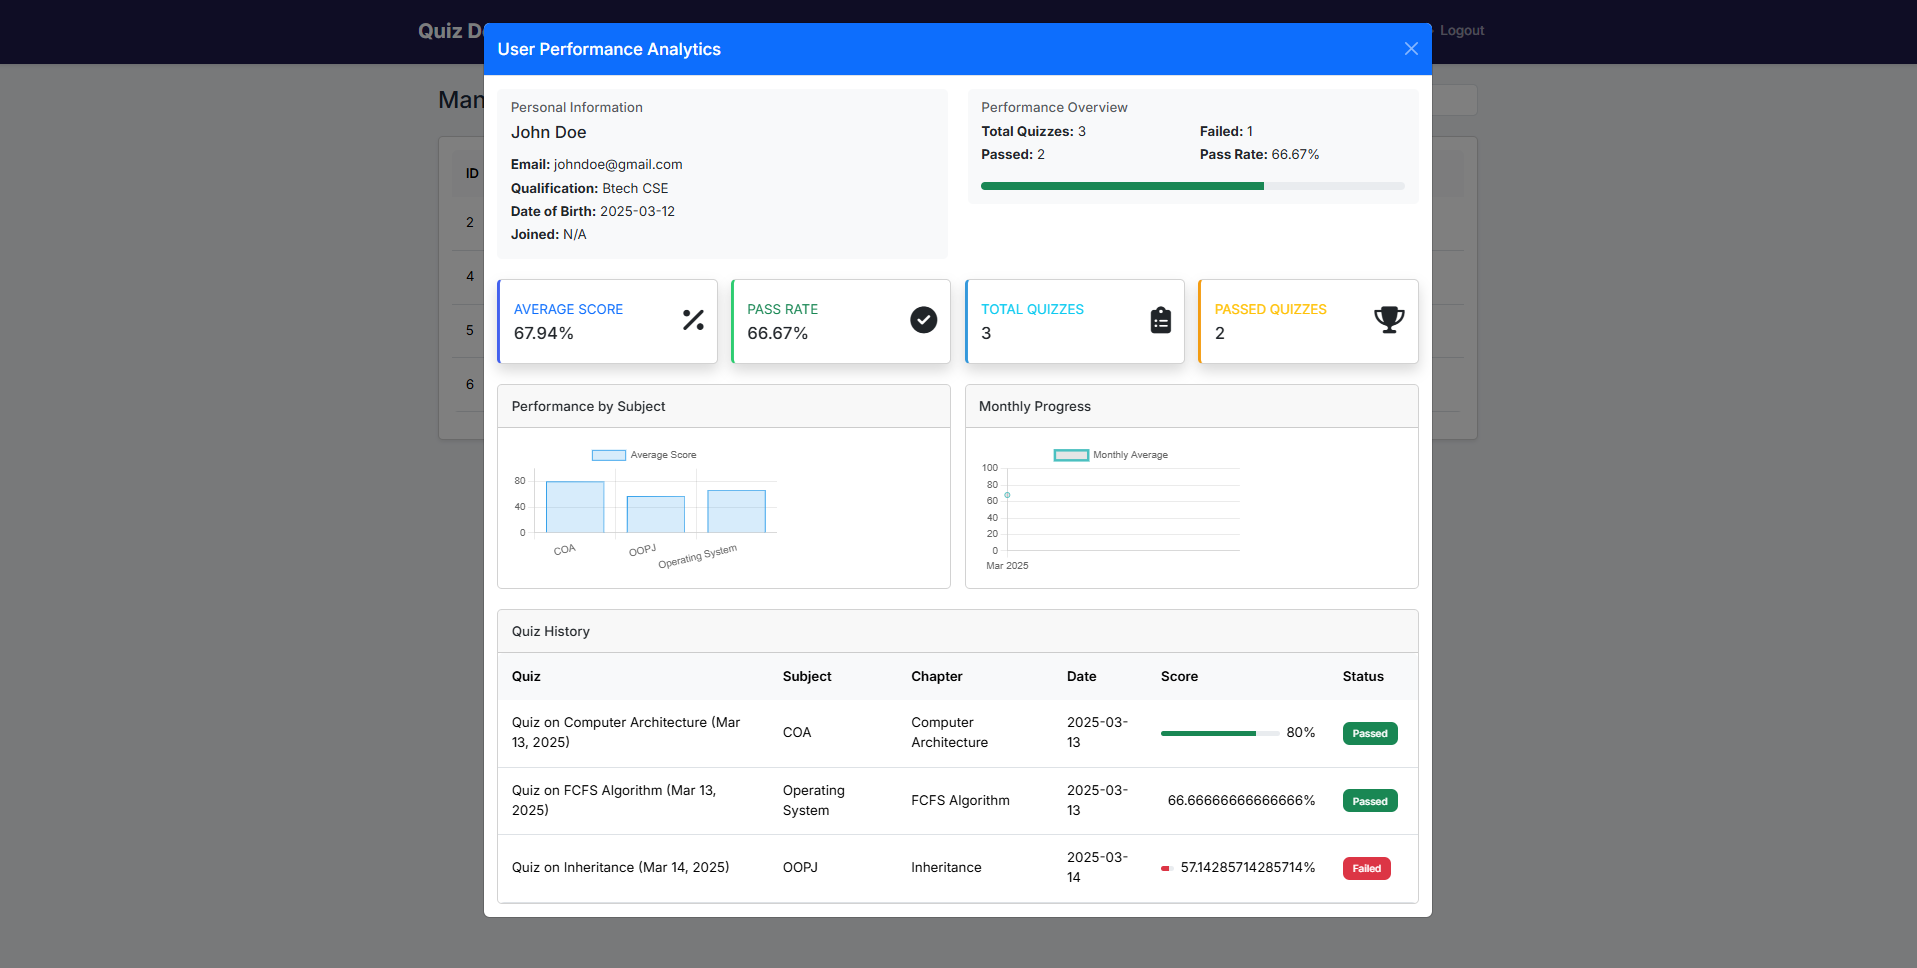 Quiz D
Logout
User Performance Analytics
Man
ID
2
4
5
6
Personal Information
John Doe
Email: johndoe@gmail.com
Qualification: Btech CSE
Date of Birth: 2025-03-12
Joined: N/A
Performance Overview
Total Quizzes: 3
Failed: 1
Passed: 2
Pass Rate: 66.67%
AVERAGE SCORE
67.94%
PASS RATE
66.67%
TOTAL QUIZZES
3
PASSED QUIZZES
2
Performance by Subject
Average Score
80
40
0
COA
OOPJ
Operating System
Monthly Progress
Monthly Average
100
80
60
40
20
0
Mar 2025
Quiz History
Quiz Subject Chapter Date Score Status
Quiz on Computer Architecture (Mar
13, 2025)
COA
Computer
Architecture
2025-03-
13
80%
Passed
Quiz on FCFS Algorithm (Mar 13,
2025)
Operating
System
FCFS Algorithm
2025-03-
13
66.66666666666666%
Passed
Quiz on Inheritance (Mar 14, 2025)
OOPJ
Inheritance
2025-03-
14
57.14285714285714%
Failed